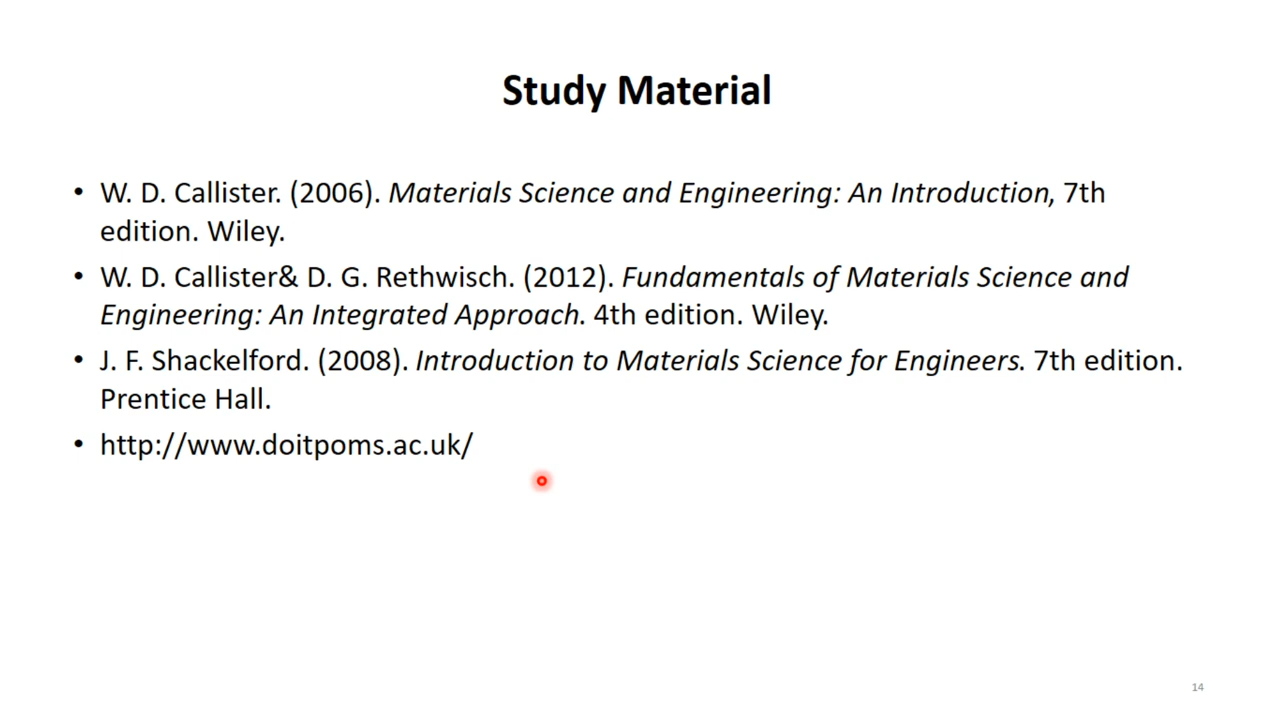 Study Material
• W. D. Callister. (2006). Materials Science and Engineering: An Introduction, 7th
edition. Wiley.
• W. D. Callister& D. G. Rethwisch. (2012). Fundamentals of Materials Science and
Engineering: An Integrated Approach. 4th edition. Wiley.
• J. F. Shackelford. (2008). Introduction to Materials Science for Engineers. 7th edition.
Prentice Hall.
• http://www.doitpoms.ac.uk/
14